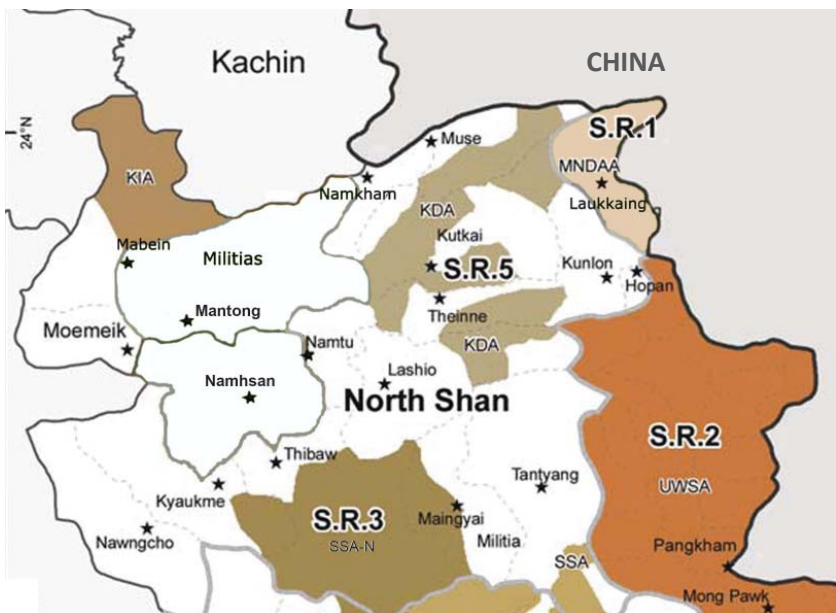 Kachin
CHINA
24°N
Muse
S.R.1
MNDAA
KIA
Namkham
Laukkaing
KDA
Kutkai
Mabein
Militias
S.R.5
Kunlon
Hopan
Mantong
Theinne
Moemeik
Namtu
KDA
Lashio
Namhsan
North Shan
S.R.2
Thibaw
Tantyang
Kyaukme
UWSA
S.R.3
Maingyai
Nawngcho
SSA-N
Militia
Pangkham
SSA
Mong Pawk